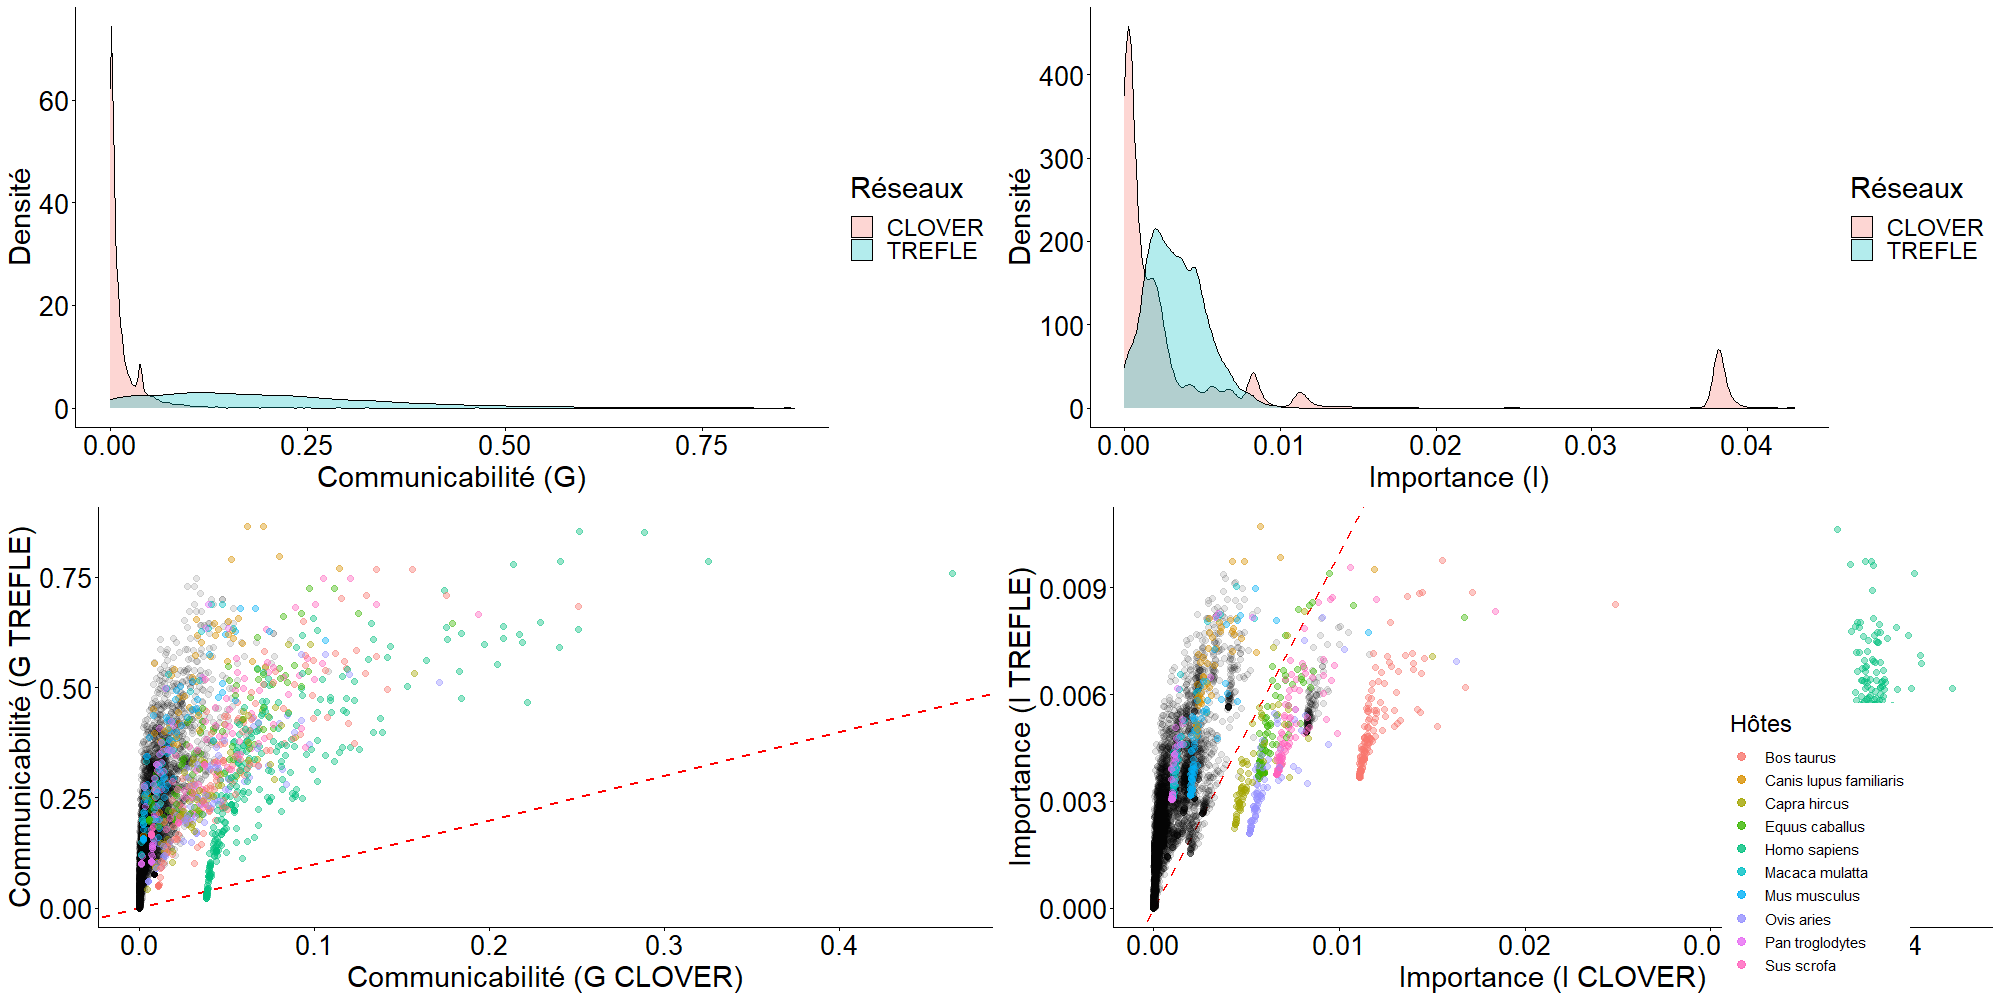 Densité
60
40
20
0
0.00 0.25 0.50 0.75
Communicabilité (G)
Réseaux
CLOVER
TREFLE
Densité
400
300
200
100
0
0.00 0.01 0.02 0.03 0.04
Importance (I)
Réseaux
CLOVER
TREFLE
Communicabilité (G TREFLE)
0.75
0.50
0.25
0.00
0.0 0.1 0.2 0.3 0.4
Communicabilité (G CLOVER)
Importance (I TREFLE)
0.009
0.006
0.003
0.000
0.00 0.01 0.02 0.0 4
Importance (I CLOVER)
Hôtes
Bos taurus
Canis lupus familiaris
Capra hircus
Equus caballus
Homo sapiens
Macaca mulatta
Mus musculus
Ovis aries
Pan troglodytes
Sus scrofa